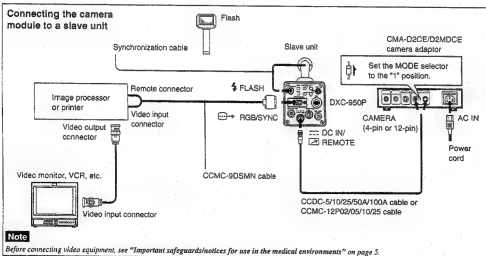 Connecting the camera
module to a slave unit
Flash
Synchronization cable
Slave unit
CMA-D2CE/D2MDCE
camera adaptor
Set the MODE selector
to the "1" position.
Image processor
or printer
Remote connector
FLASH
DXC-950P
Video input
connector
RGB/SYNC
CAMERA
(4-pin or 12-pin)
AC IN
Video output
connector
DC IN/
REMOTE
Power
cord
CCMC-9DSMN cable
Video monitor, VCR, etc.
CCDC-5/10/25/50A/100A cable or
CCMC-12P02/05/10/25 cable
Video input connector
Note
Before connecting video equipment, see "Important safeguards/notices for use in the medical environments" on page 5.